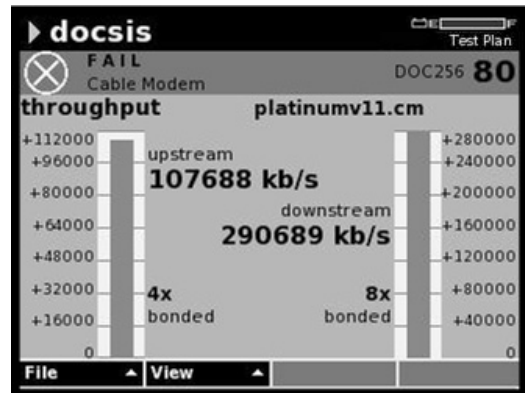 docsis
E F
Test Plan
FAIL
Cable Modem
DOC256 80
throughput platinumv11.cm
+112000
+96000
+80000
+64000
+48000
+32000
+16000
0
upstream
107688 kb/s
downstream
290689 kb/s
4x
bonded
8x
bonded
+280000
+240000
+200000
+160000
+120000
+80000
+40000
0
File View